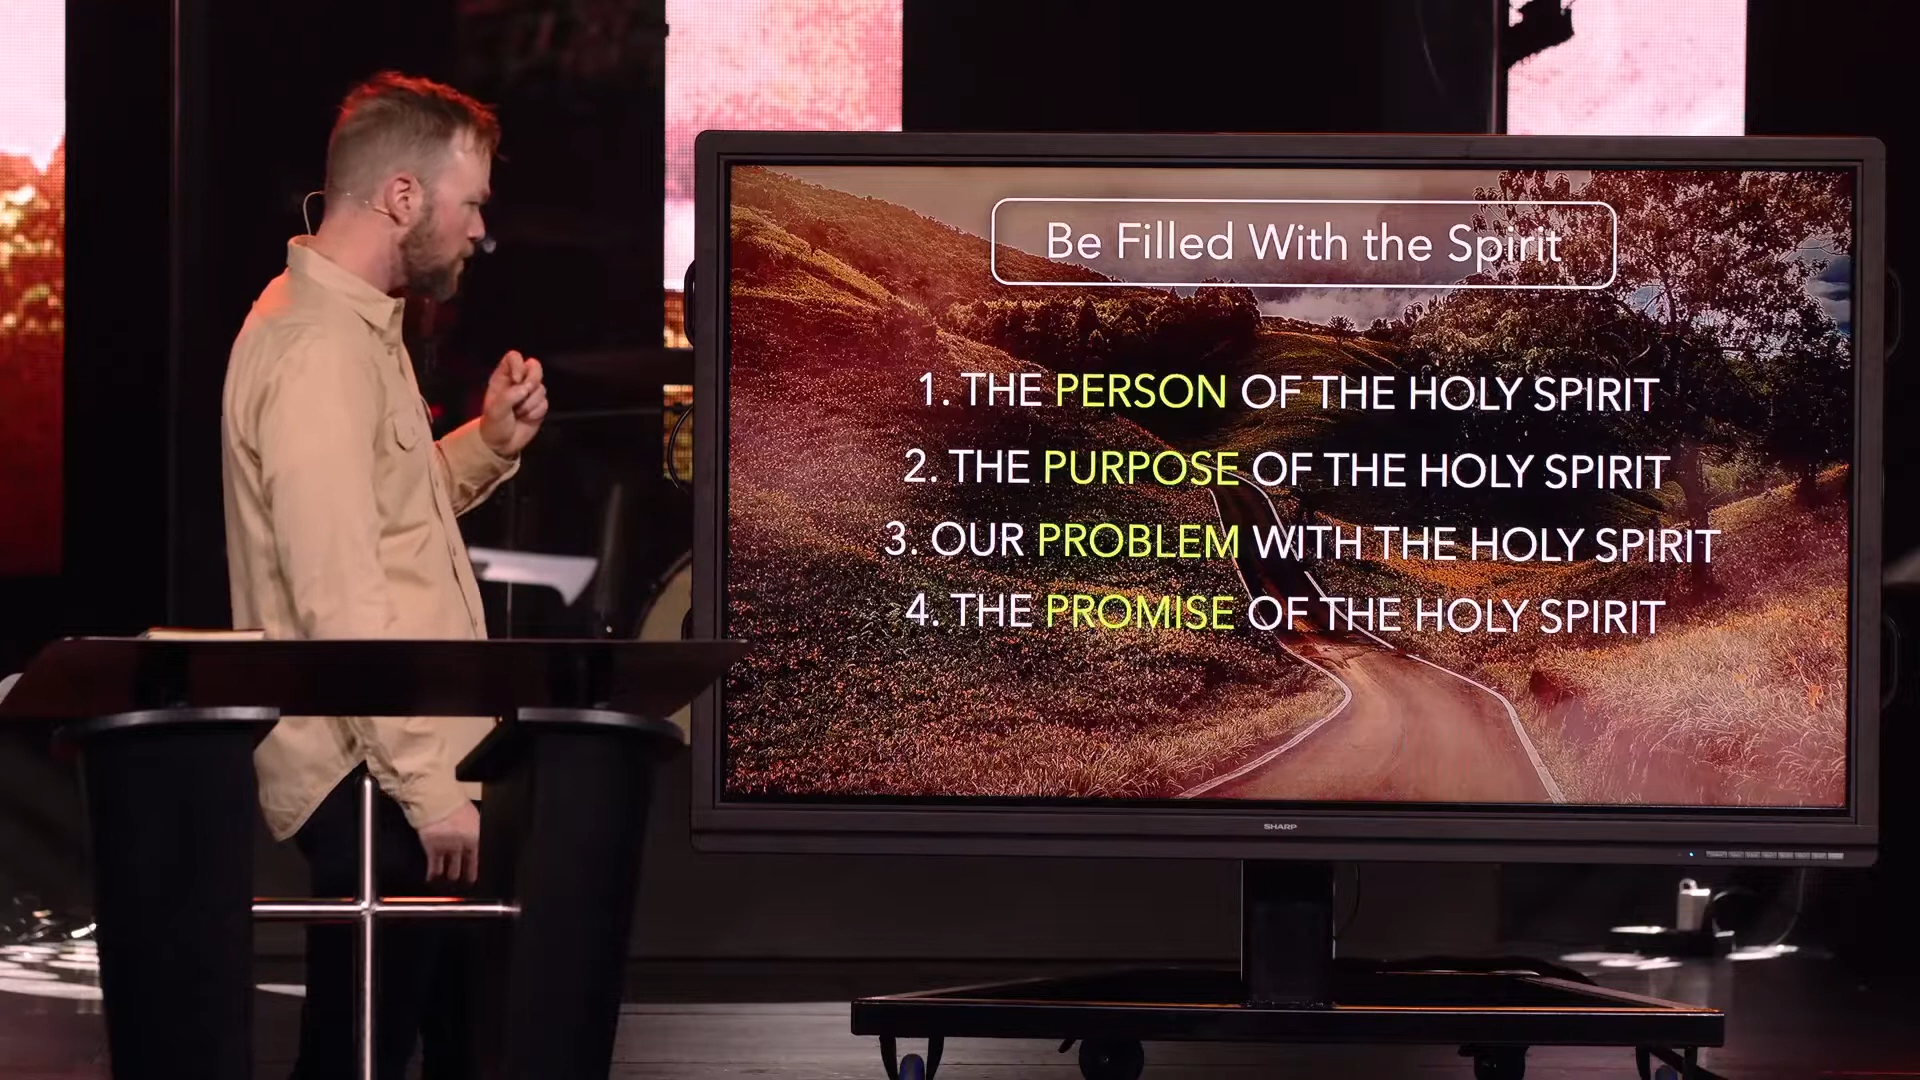 Be Filled With the Spirit
1. THE PERSON OF THE HOLY SPIRIT
2. THE PURPOSE OF THE HOLY SPIRIT
3. OUR PROBLEM WITH THE HOLY SPIRIT
4. THE PROMISE OF THE HOLY SPIRIT
SHARP